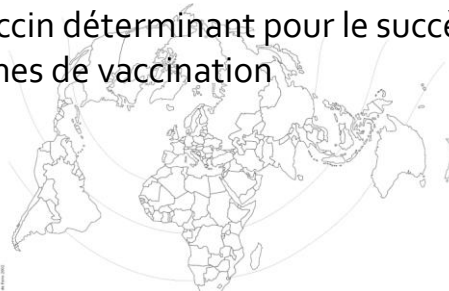 ccin déterminant pour le succè
nes de vaccination